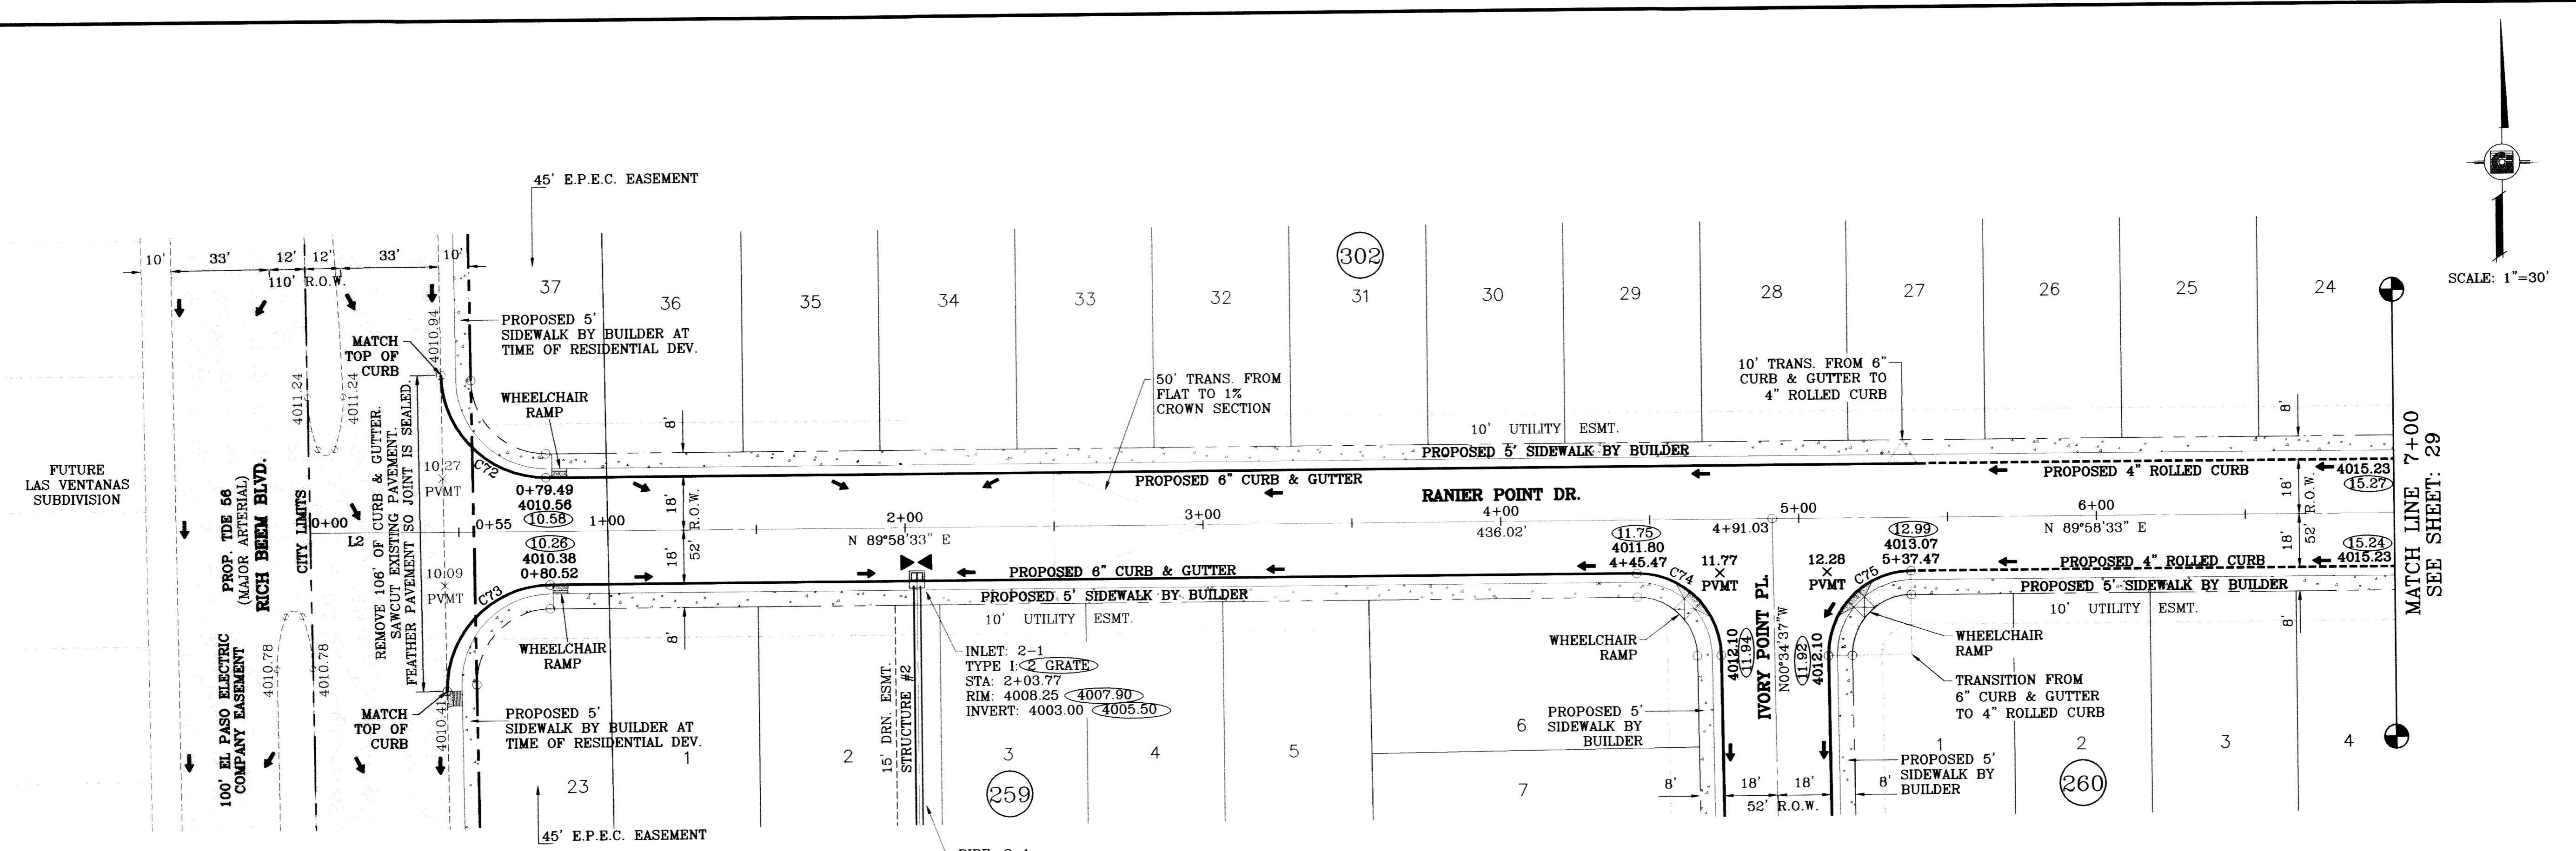 45' E.P.E.C. EASEMENT
SCALE: 1"=30'
302
10'
33'
12'
12'
33'
10'
110' R.O.W.
37
36
35
34
33
32
31
30
29
28
27
26
25
24
PROPOSED 5'
SIDEWALK BY BUILDER AT
TIME OF RESIDENTIAL DEV.
MATCH
TOP OF
CURB
4010.94
4011.24
4011.24
WHEELCHAIR
RAMP
50' TRANS. FROM
FLAT TO 1%
CROWN SECTION
10' TRANS. FROM 6"
CURB & GUTTER TO
4" ROLLED CURB
8'
8'
10' UTILITY ESMT.
PROPOSED 5' SIDEWALK BY BUILDER
PROPOSED 6" CURB & GUTTER
PROPOSED 4" ROLLED CURB
4015.23
15.27
RANIER POINT DR.
FUTURE
LAS VENTANAS
SUBDIVISION
PROP. TDE 56
(MAJOR ARTERIAL)
RICH BEEM BLVD.
CITY LIMITS
REMOVE 106' OF CURB & GUTTER.
SAWCUT EXISTING PAVEMENT.
FEATHER PAVEMENT SO JOINT IS SEALED.
10.27
PVMT
C72
0+79.49
4010.56
10.58
0+00
L2
0+55
1+00
2+00
3+00
4+00
5+00
6+00
18'
R.O.W.
18'
52'
N 89°58'33" E
436.02'
4+91.03
N 89°58'33" E
18'
R.O.W.
18'
52'
MATCH LINE 7+00
SEE SHEET: 29
10.26
4010.38
0+80.52
10.09
PVMT
C73
PROPOSED 6" CURB & GUTTER
11.75
4011.80
4+45.47
C74
11.77
PVMT
12.28
PVMT
C75
12.99
4013.07
5+37.47
PROPOSED 4" ROLLED CURB
15.24
4015.23
PROPOSED 5' SIDEWALK BY BUILDER
10' UTILITY ESMT.
PROPOSED 5' SIDEWALK BY BUILDER
10' UTILITY ESMT.
8'
8'
WHEELCHAIR
RAMP
WHEELCHAIR
RAMP
WHEELCHAIR
RAMP
4012.10
11.94
IVORY POINT PL.
N00°34'37"W
11.92
4012.10
TRANSITION FROM
6" CURB & GUTTER
TO 4" ROLLED CURB
INLET: 2-1
TYPE I: 2 GRATE
STA: 2+03.77
RIM: 4008.25 4007.90
INVERT: 4003.00 4005.50
15' DRN. ESMT.
STRUCTURE #2
100' EL PASO ELECTRIC
COMPANY EASEMENT
4010.78
4010.78
MATCH
TOP OF
CURB
4010.41
PROPOSED 5'
SIDEWALK BY BUILDER AT
TIME OF RESIDENTIAL DEV.
23
1
2
3
4
5
6
7
259
PROPOSED 5'
SIDEWALK BY
BUILDER
8'
18'
18'
8'
52' R.O.W.
PROPOSED 5'
SIDEWALK BY
BUILDER
1
2
3
4
260
45' E.P.E.C. EASEMENT